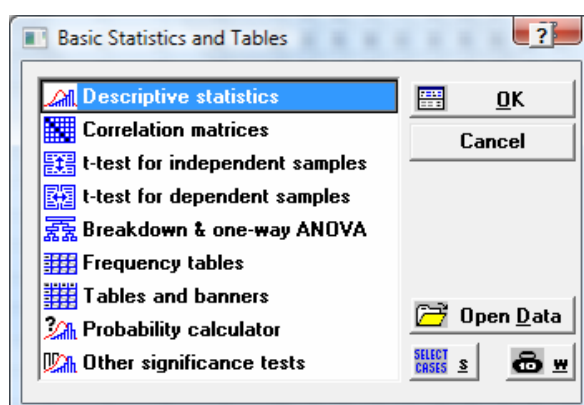 Basic Statistics and Tables
?
Descriptive statistics
Correlation matrices
t-test for independent samples
t-test for dependent samples
Breakdown & one-way ANOVA
Frequency tables
Tables and banners
Probability calculator
Other significance tests
OK
Cancel
Open Data
SELECT
CASES
S
W